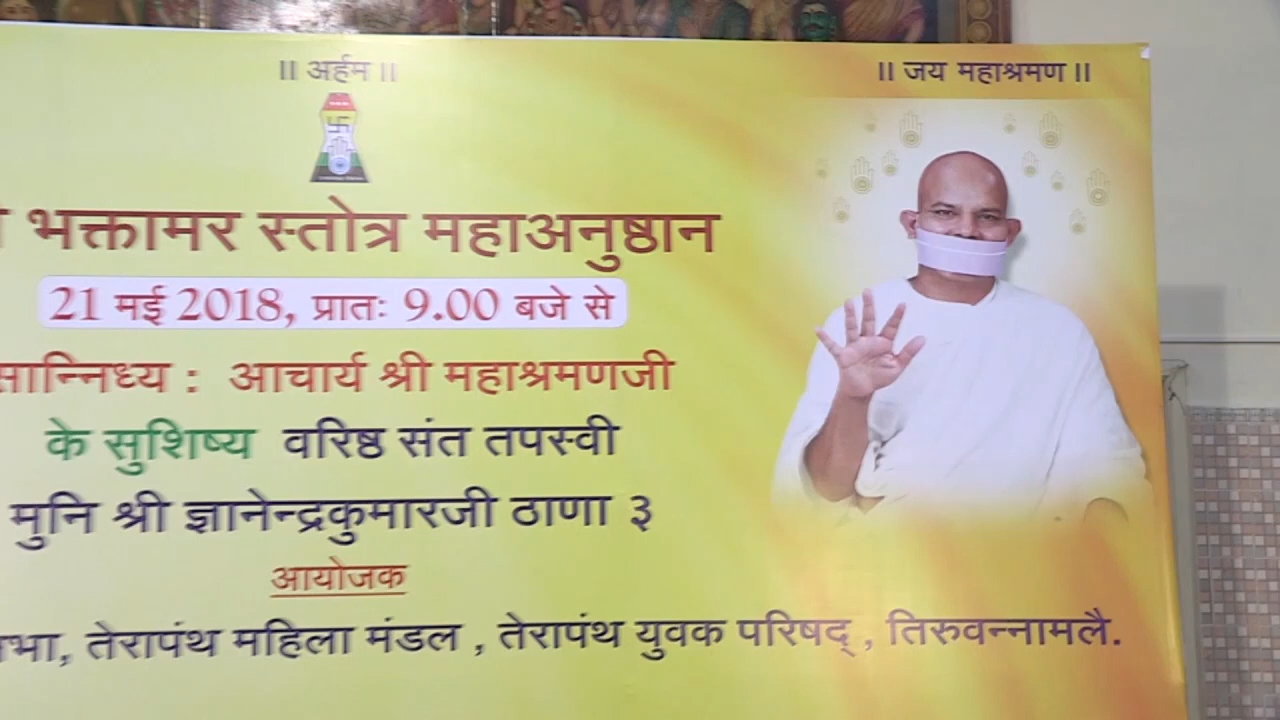 ॥ अर्हम ॥
॥ जय महाश्रमण ॥
भक्तामर स्तोत्र महाअनुष्ठान
21 मई 2018, प्रातः 9.00 बजे से
सान्निध्य : आचार्य श्री महाश्रमणजी
के सुशिष्य वरिष्ठ संत तपस्वी
मुनि श्री ज्ञानेन्द्रकुमारजी ठाणा ३
आयोजक
तेरापंथ महिला मंडल , तेरापंथ युवक परिषद् , तिरुवन्नामलै.